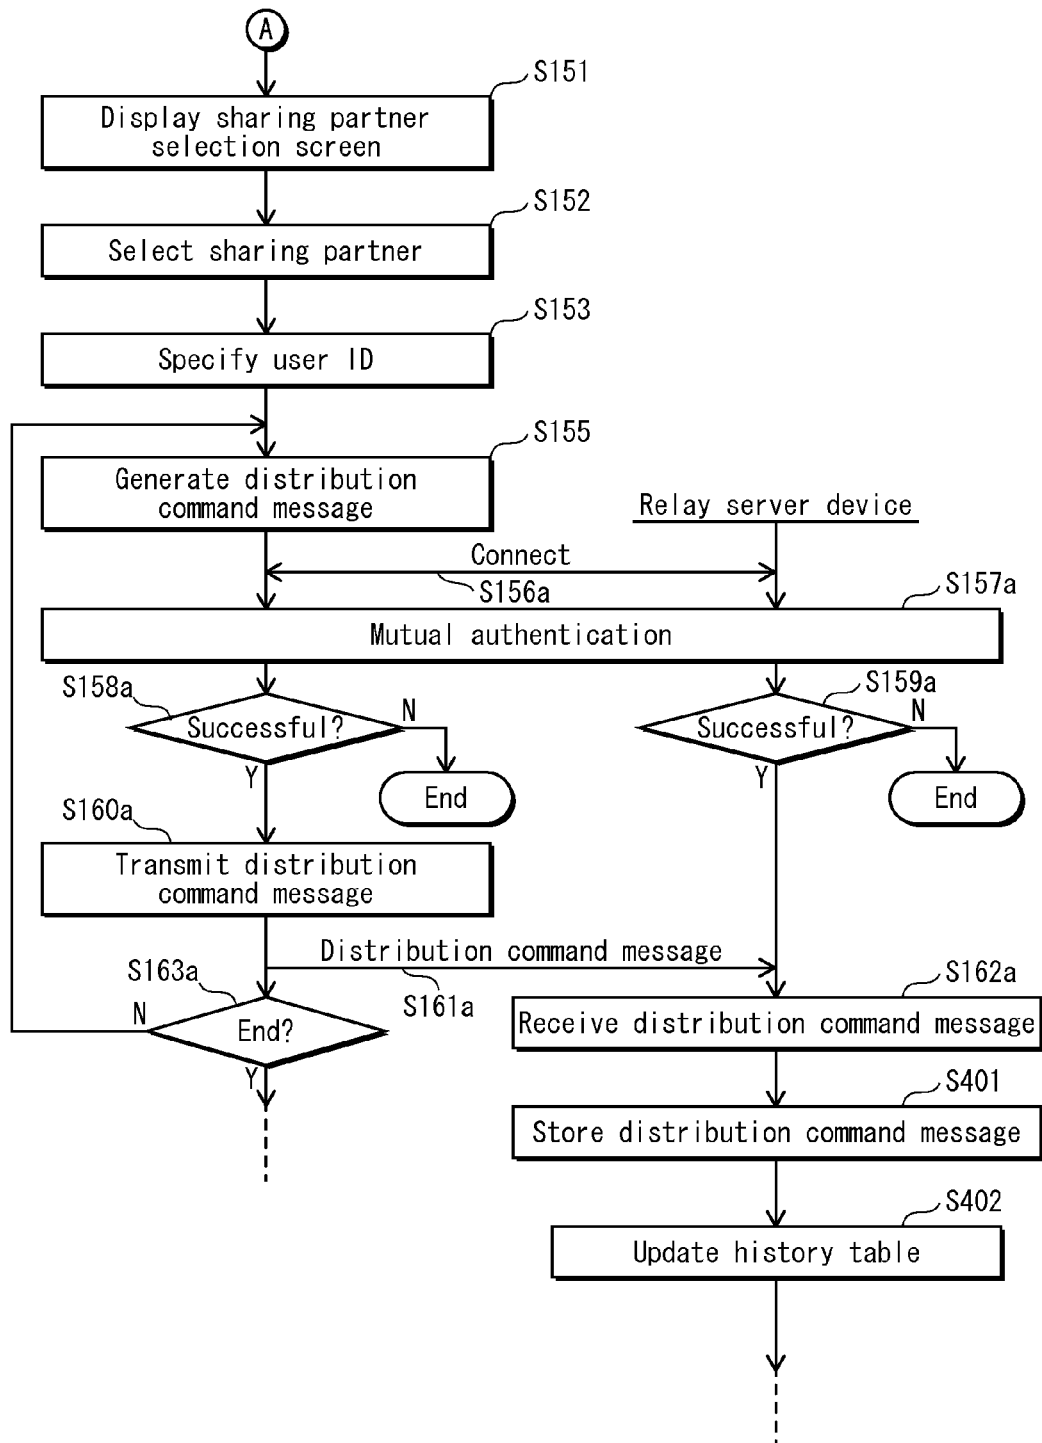 A
S151
Display sharing partner
selection screen
S152
Select sharing partner
S153
Specify user ID
S155
Generate distribution
command message
Relay server device
Connect
S156a
S157a
Mutual authentication
S158a
Successful?
N
Y
End
S159a
Successful?
N
Y
End
S160a
Transmit distribution
command message
Distribution command message
S161a
S163a
N
End?
Y
S162a
Receive distribution command message
S401
Store distribution command message
S402
Update history table